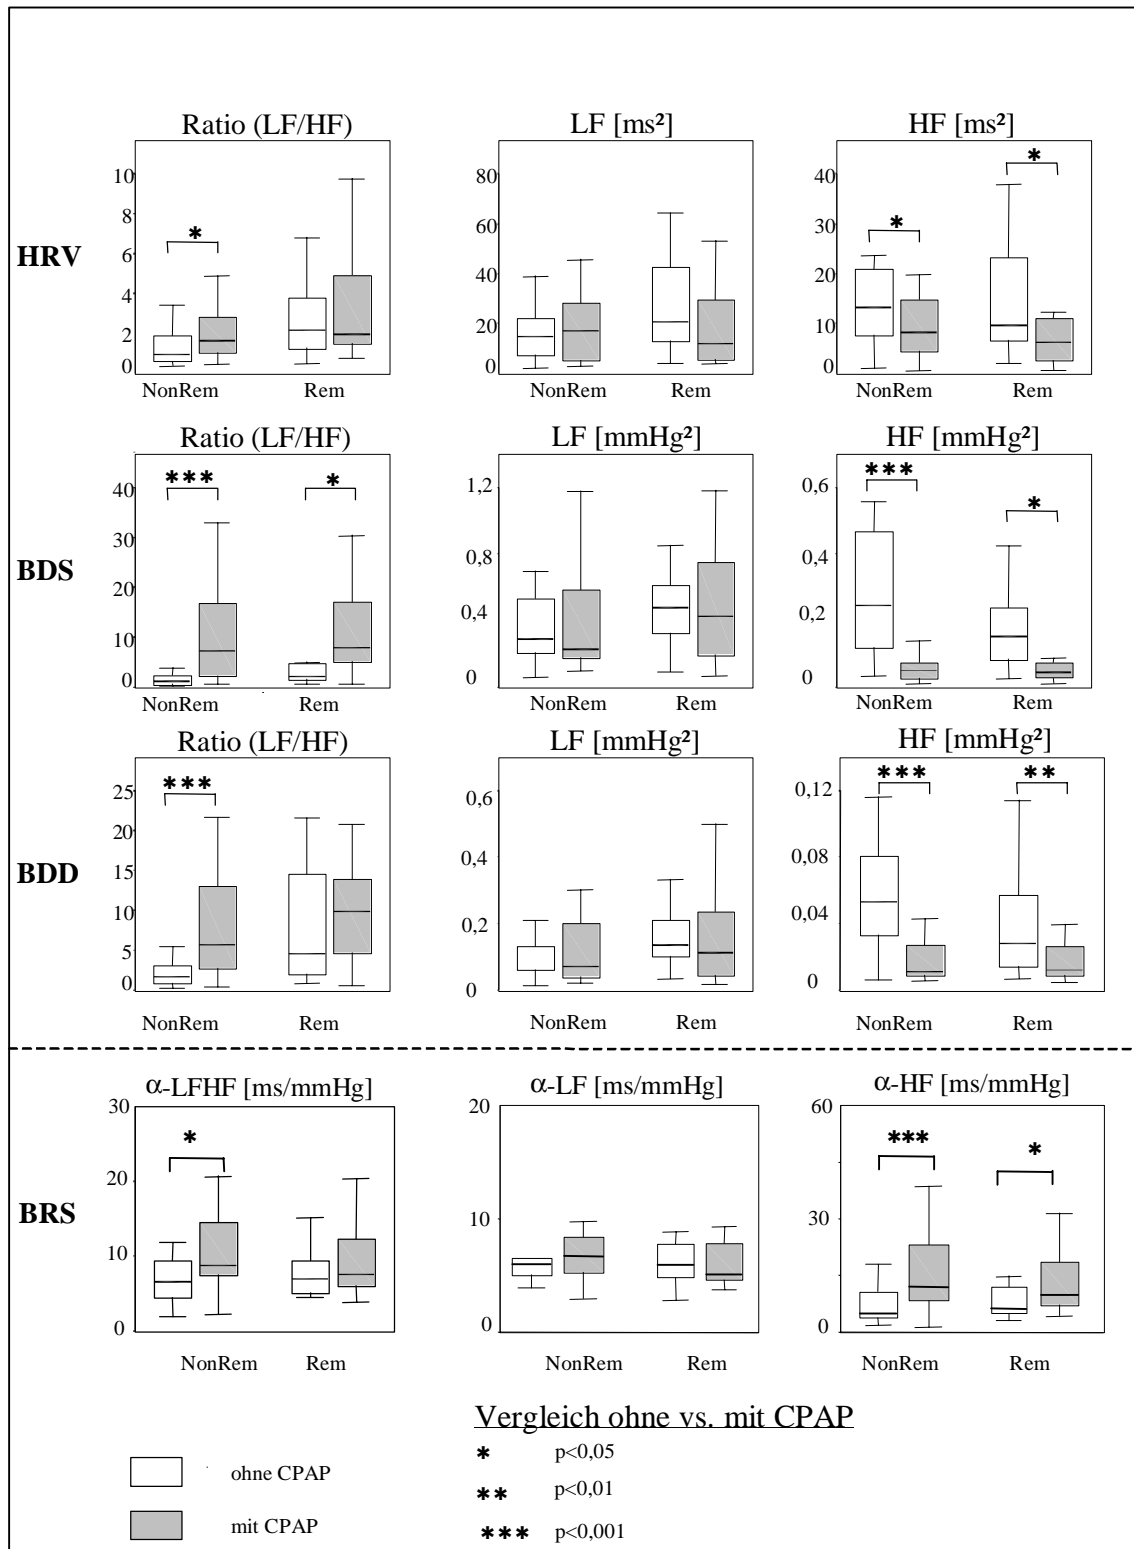 Ratio (LF/HF) LF [ms²] HF [ms²]
HRV
10 8 6 4 2 0
*
80 60 40 20 0
40 30 20 10 0
* *
NonRem Rem NonRem Rem NonRem Rem
Ratio (LF/HF) LF [mmHg²] HF [mmHg²]
BDS
40 30 20 10 0
*** *
1,2 0,8 0,4 0
0,6 0,4 0,2 0
*** *
NonRem Rem NonRem Rem NonRem Rem
Ratio (LF/HF) LF [mmHg²] HF [mmHg²]
BDD
25 20 15 10 5 0
***
0,6 0,4 0,2 0
0,12 0,08 0,04 0
*** **
NonRem Rem NonRem Rem NonRem Rem
α-LFHF [ms/mmHg] α-LF [ms/mmHg] α-HF [ms/mmHg]
BRS
30 20 10 0
*
20 10 0
60 30 0
*** *
NonRem Rem NonRem Rem NonRem Rem
Vergleich ohne vs. mit CPAP
* p<0,05
ohne CPAP
** p<0,01
mit CPAP
*** p<0,001